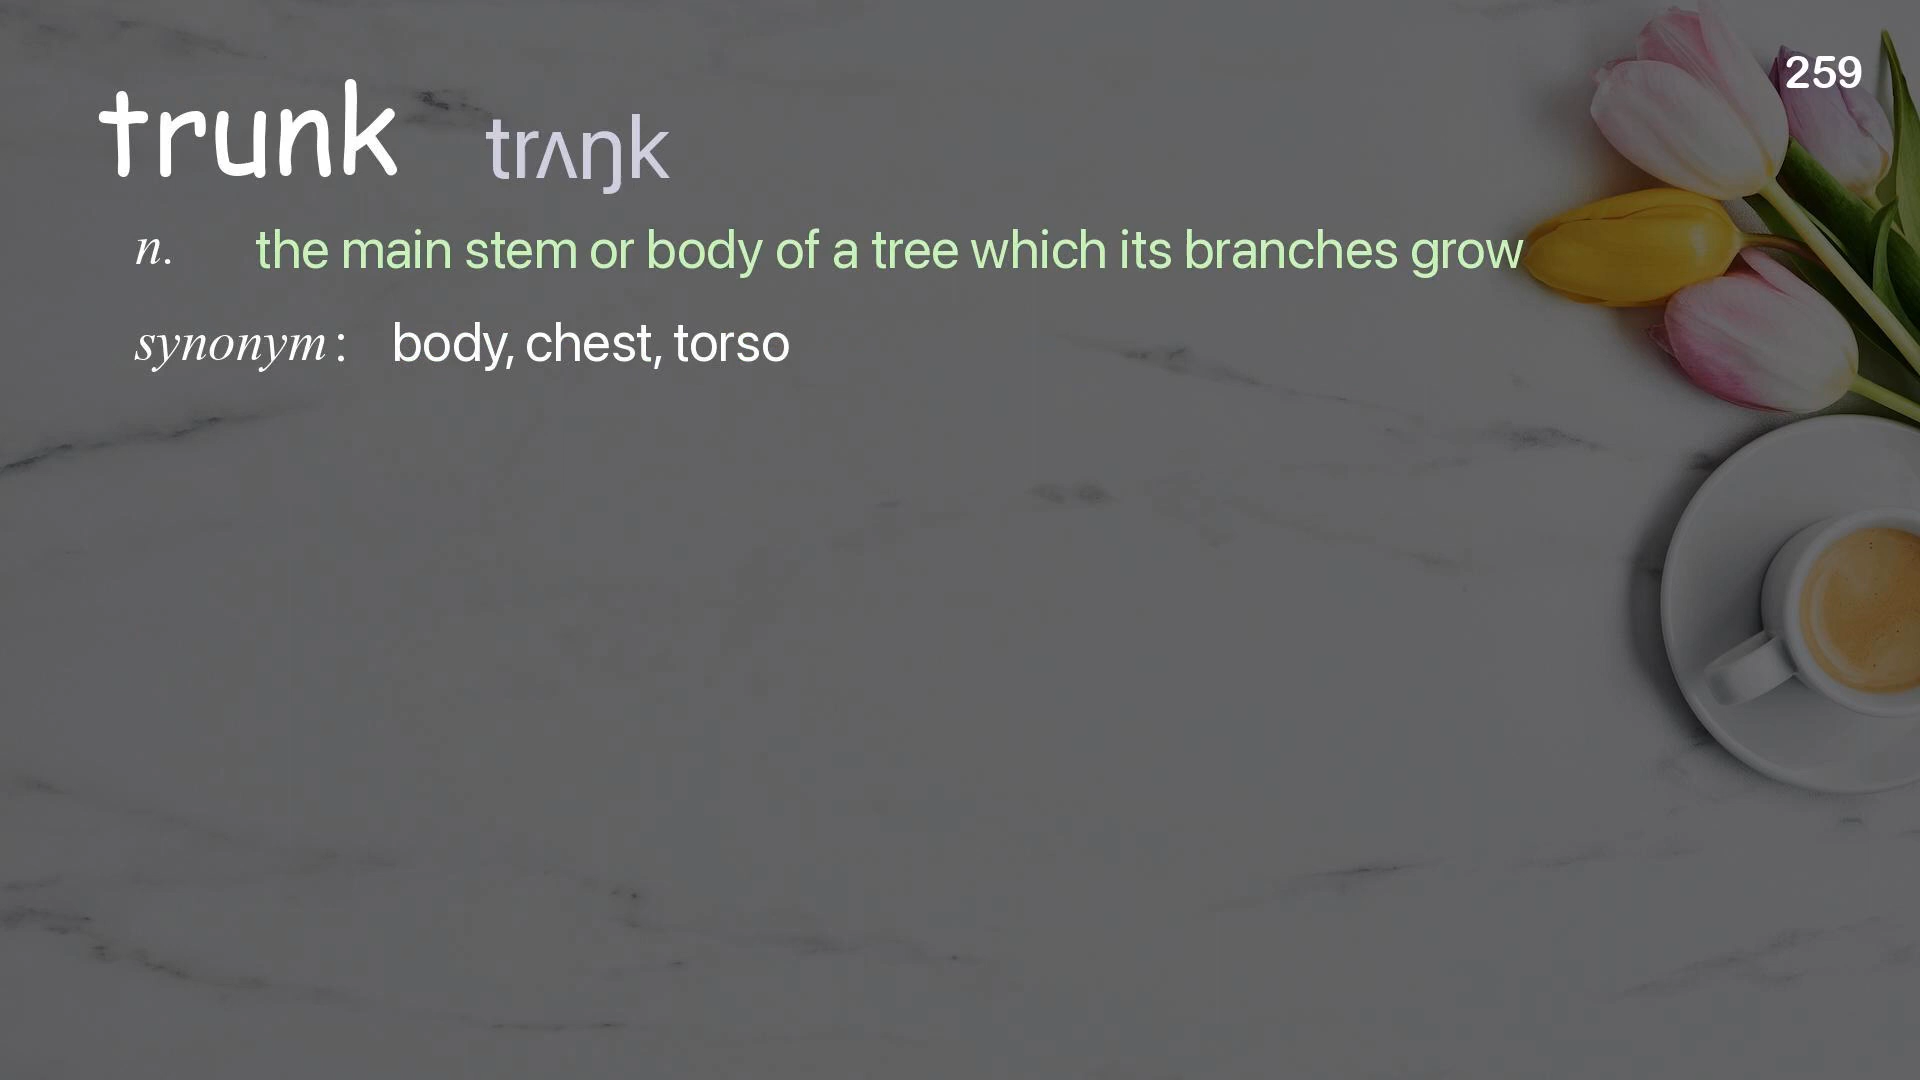 259
trunk trʌŋk
n. the main stem or body of a tree which its branches grow
synonym: body, chest, torso